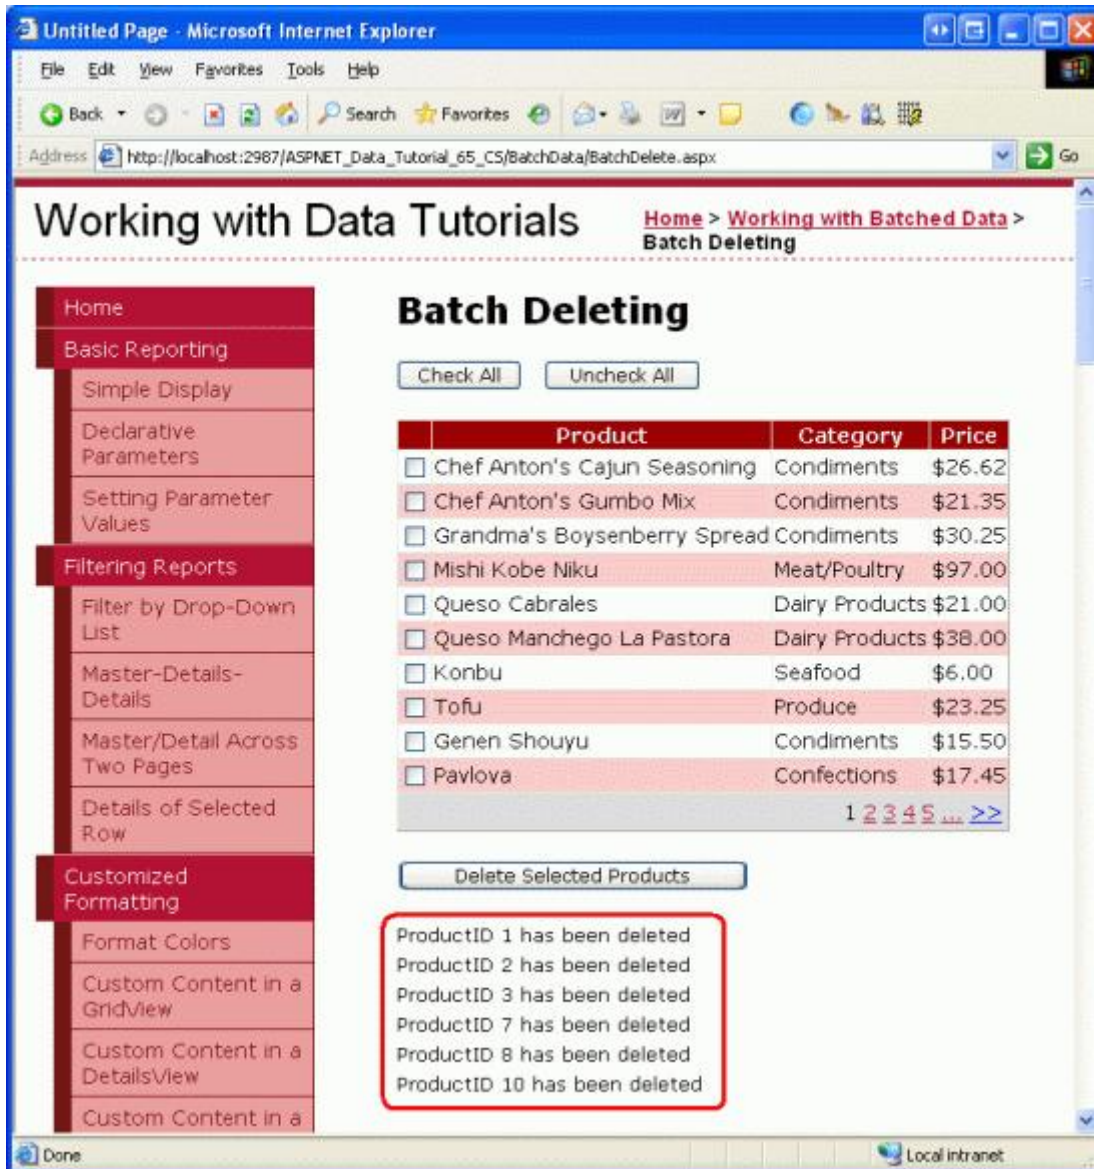 Untitled Page - Microsoft Internet Explorer
File Edit View Favorites Tools Help
Back Search Favorites
Address http://localhost:2987/ASPNET_Data_Tutorial_65_CS/BatchData/BatchDelete.aspx Go
Working with Data Tutorials
Home > Working with Batched Data >
Batch Deleting
Home
Basic Reporting
Simple Display
Declarative
Parameters
Setting Parameter
Values
Filtering Reports
Filter by Drop-Down
List
Master-Details-
Details
Master/Detail Across
Two Pages
Details of Selected
Row
Customized
Formatting
Format Colors
Custom Content in a
GridView
Custom Content in a
DetailsView
Custom Content in a
Batch Deleting
Check All Uncheck All
Product Category Price
Chef Anton's Cajun Seasoning Condiments $26.62
Chef Anton's Gumbo Mix Condiments $21.35
Grandma's Boysenberry Spread Condiments $30.25
Mishi Kobe Niku Meat/Poultry $97.00
Queso Cabrales Dairy Products $21.00
Queso Manchego La Pastora Dairy Products $38.00
Konbu Seafood $6.00
Tofu Produce $23.25
Genen Shouyu Condiments $15.50
Pavlova Confections $17.45
1 2 3 4 5 ... >>
Delete Selected Products
ProductID 1 has been deleted
ProductID 2 has been deleted
ProductID 3 has been deleted
ProductID 7 has been deleted
ProductID 8 has been deleted
ProductID 10 has been deleted
Done Local intranet